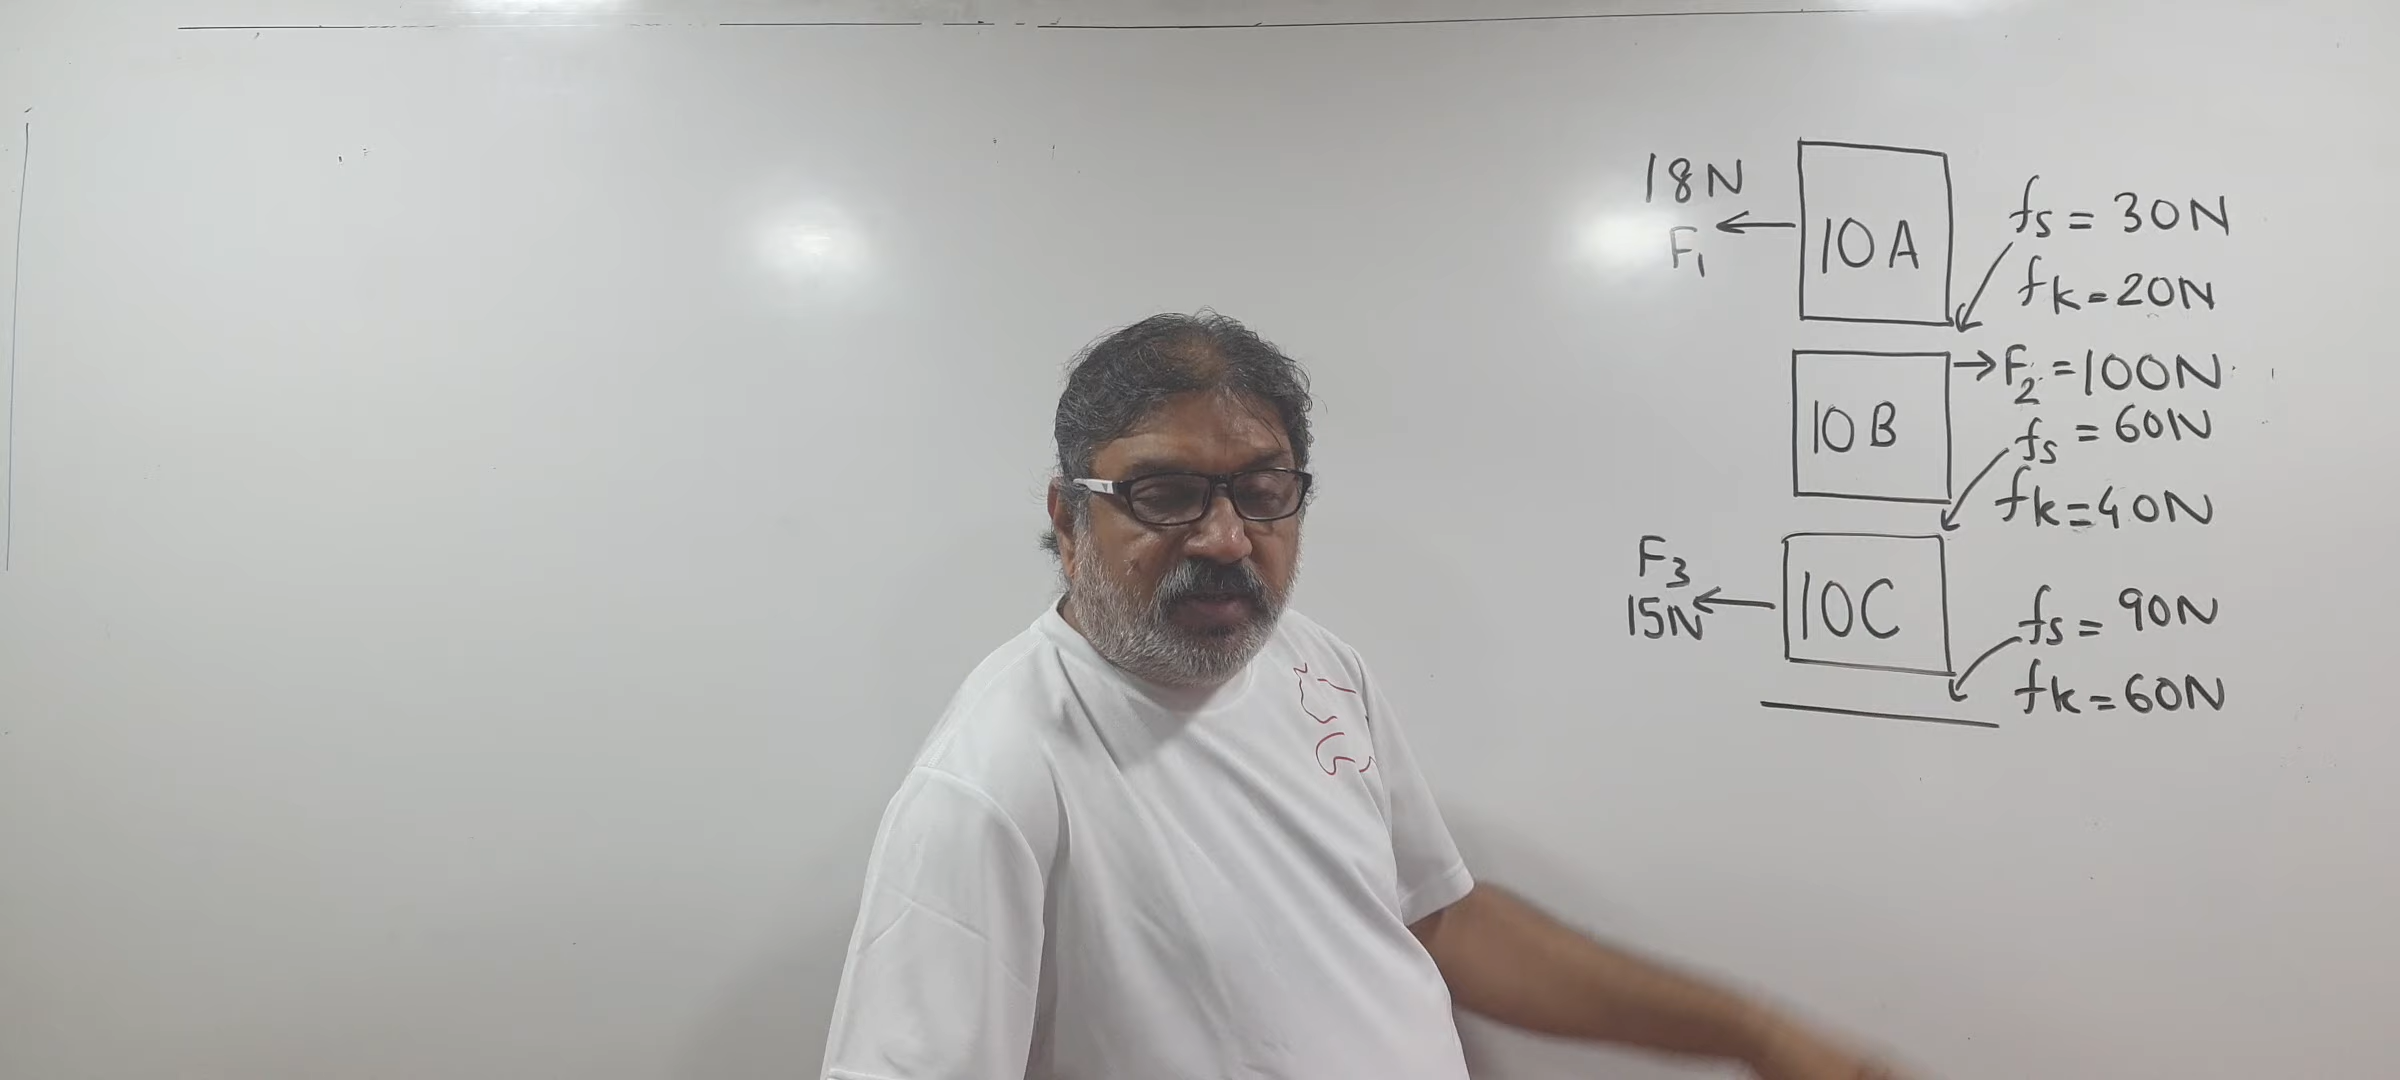 18N
F₁
10A
fs = 30N
fk = 20N
→ F₂ = 100N
10B
fs = 60N
fk = 40N
F₃
15N
10C
fs = 90N
fk = 60N